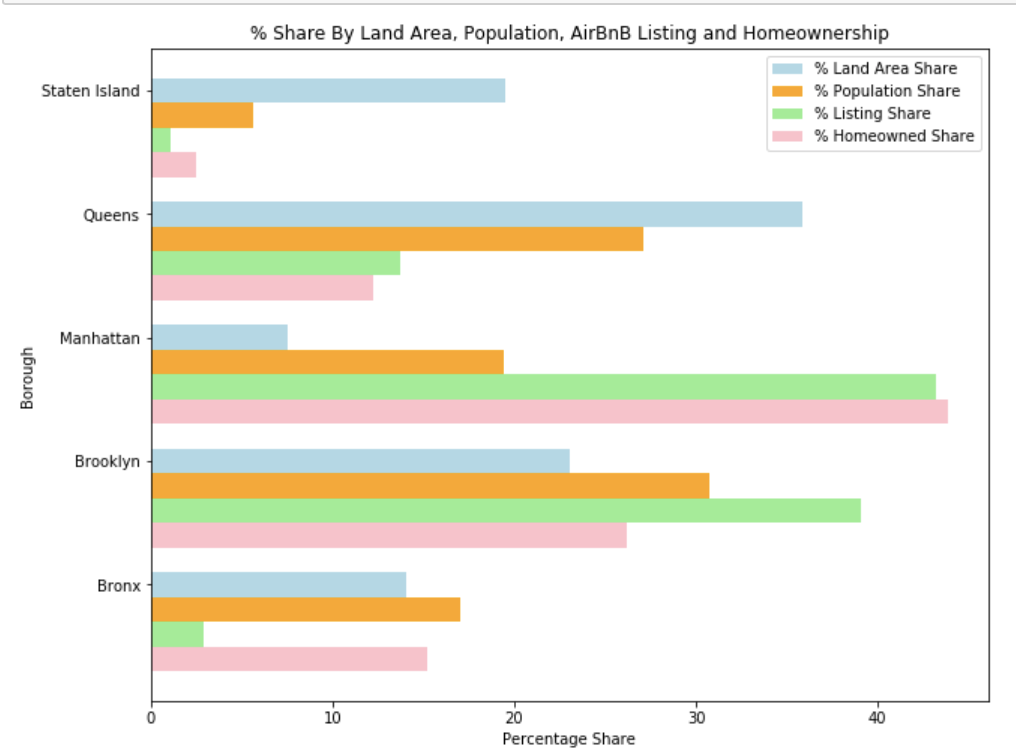 % Share By Land Area, Population, AirBnB Listing and Homeownership
% Land Area Share
% Population Share
% Listing Share
% Homeowned Share
Staten Island
Queens
Manhattan
Brooklyn
Bronx
Borough
0 10 20 30 40
Percentage Share